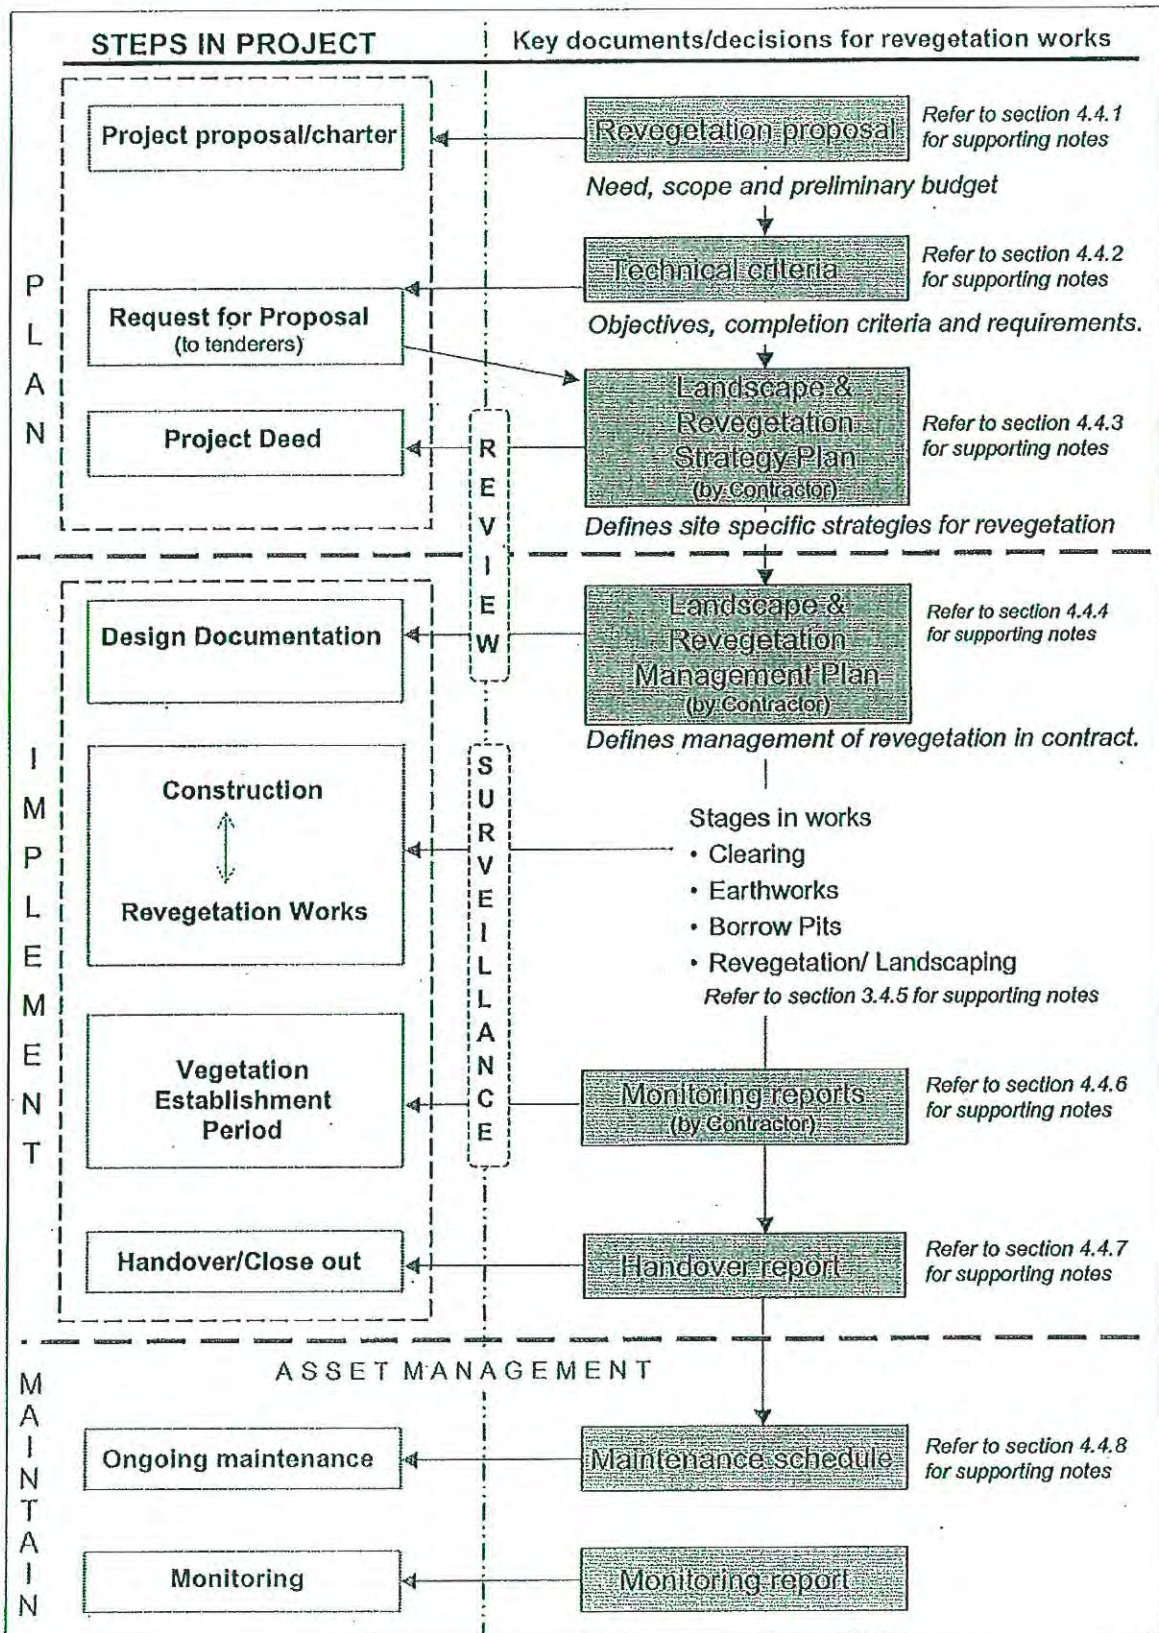 STEPS IN PROJECT
Key documents/decisions for revegetation works
PLAN
Project proposal/charter
Revegetation proposal
Refer to section 4.4.1
for supporting notes
Need, scope and preliminary budget
Technical criteria
Refer to section 4.4.2
for supporting notes
Objectives, completion criteria and requirements.
Request for Proposal
(to tenderers)
Landscape &
Revegetation
Strategy Plan
(by Contractor)
Refer to section 4.4.3
for supporting notes
Project Deed
Defines site specific strategies for revegetation
REVIEW
IMPLEMENT
Design Documentation
Landscape &
Revegetation
Management Plan
(by Contractor)
Refer to section 4.4.4
for supporting notes
Defines management of revegetation in contract.
SURVEILLANCE
Construction
Revegetation Works
Stages in works
• Clearing
• Earthworks
• Borrow Pits
• Revegetation/ Landscaping
Refer to section 3.4.5 for supporting notes
Vegetation
Establishment
Period
Monitoring reports
(by Contractor)
Refer to section 4.4.6
for supporting notes
Handover/Close out
Handover report
Refer to section 4.4.7
for supporting notes
ASSET MANAGEMENT
MAINTAIN
Ongoing maintenance
Maintenance schedule
Refer to section 4.4.8
for supporting notes
Monitoring
Monitoring report